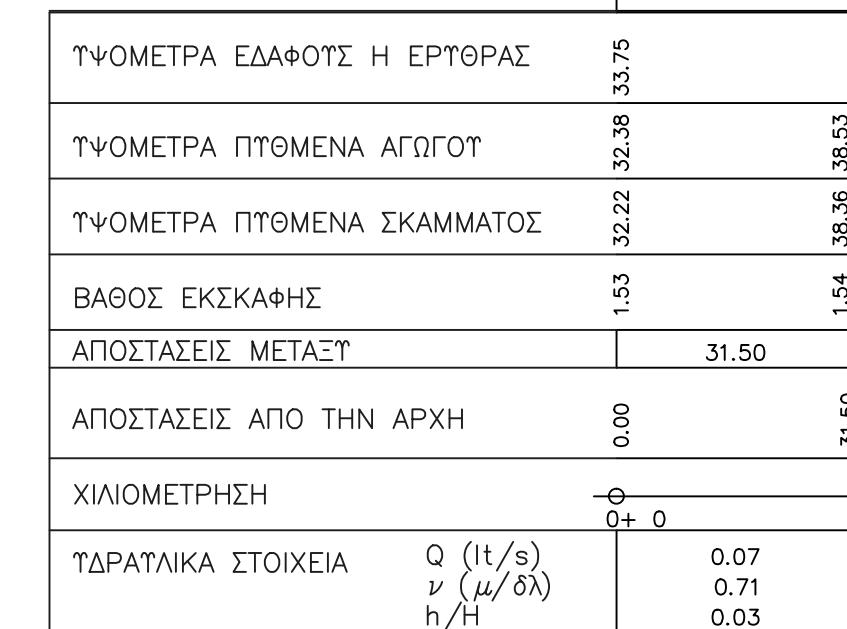 ΥΨΟΜΕΤΡΑ ΕΔΑΦΟΥΣ Η ΕΡΥΘΡΑΣ 33.75
ΥΨΟΜΕΤΡΑ ΠΥΘΜΕΝΑ ΑΓΩΓΟΥ 32.38 38.53
ΥΨΟΜΕΤΡΑ ΠΥΘΜΕΝΑ ΣΚΑΜΜΑΤΟΣ 32.22 38.36
ΒΑΘΟΣ ΕΚΣΚΑΦΗΣ 1.53 1.54
ΑΠΟΣΤΑΣΕΙΣ ΜΕΤΑΞΥ 31.50
ΑΠΟΣΤΑΣΕΙΣ ΑΠΟ ΤΗΝ ΑΡΧΗ 0.00 31.50
ΧΙΛΙΟΜΕΤΡΗΣΗ
0+ 0
ΥΔΡΑΥΛΙΚΑ ΣΤΟΙΧΕΙΑ Q (lt/s) 0.07
ν (μ/δλ) 0.71
h/H 0.03